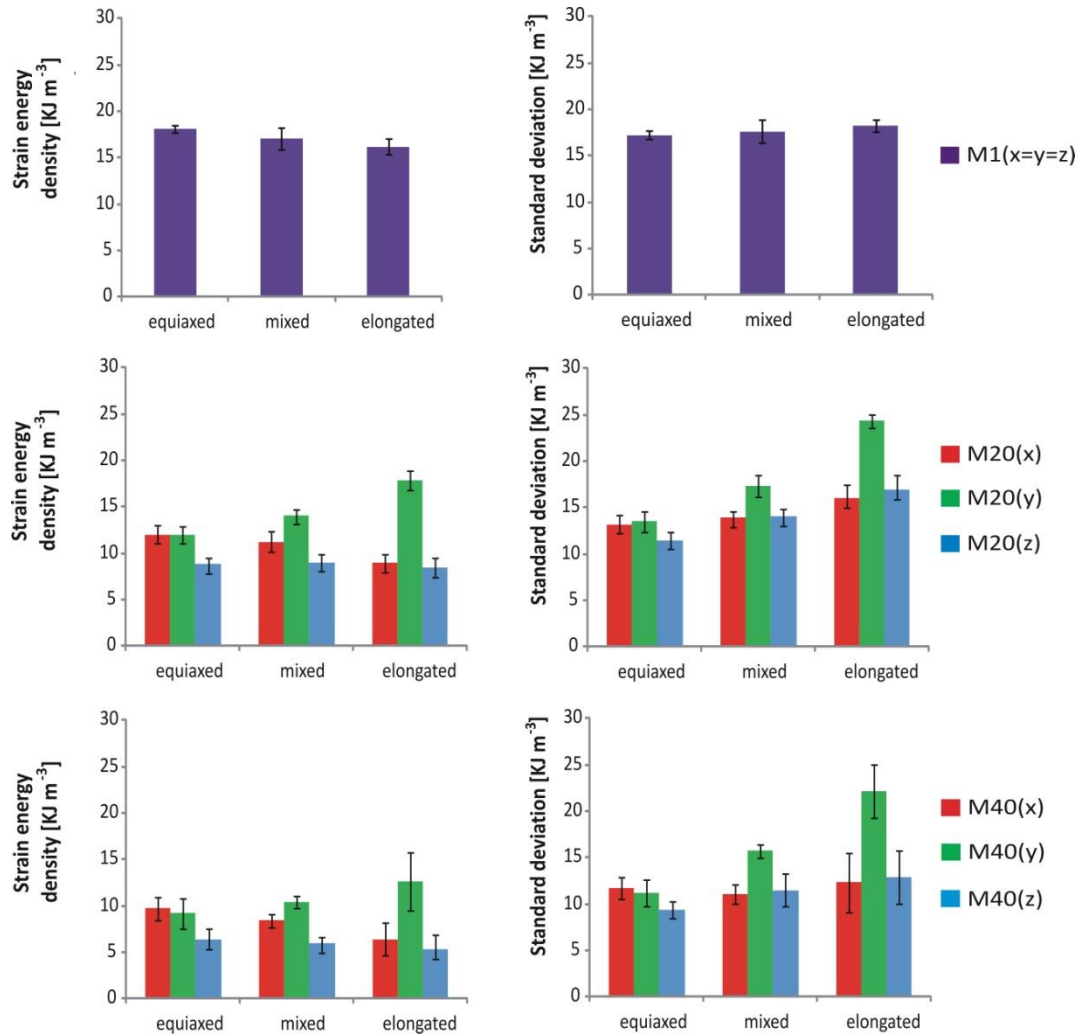 Strain energy
density [KJ m⁻³]
30
25
20
15
10
5
0
equiaxed mixed elongated
Standard deviation [KJ m⁻³]
30
25
20
15
10
5
0
equiaxed mixed elongated
M1(x=y=z)
Strain energy
density [KJ m⁻³]
30
25
20
15
10
5
0
equiaxed mixed elongated
Standard deviation [KJ m⁻³]
30
25
20
15
10
5
0
equiaxed mixed elongated
M20(x)
M20(y)
M20(z)
Strain energy
density [KJ m⁻³]
30
25
20
15
10
5
0
equiaxed mixed elongated
Standard deviation [KJ m⁻³]
30
25
20
15
10
5
0
equiaxed mixed elongated
M40(x)
M40(y)
M40(z)